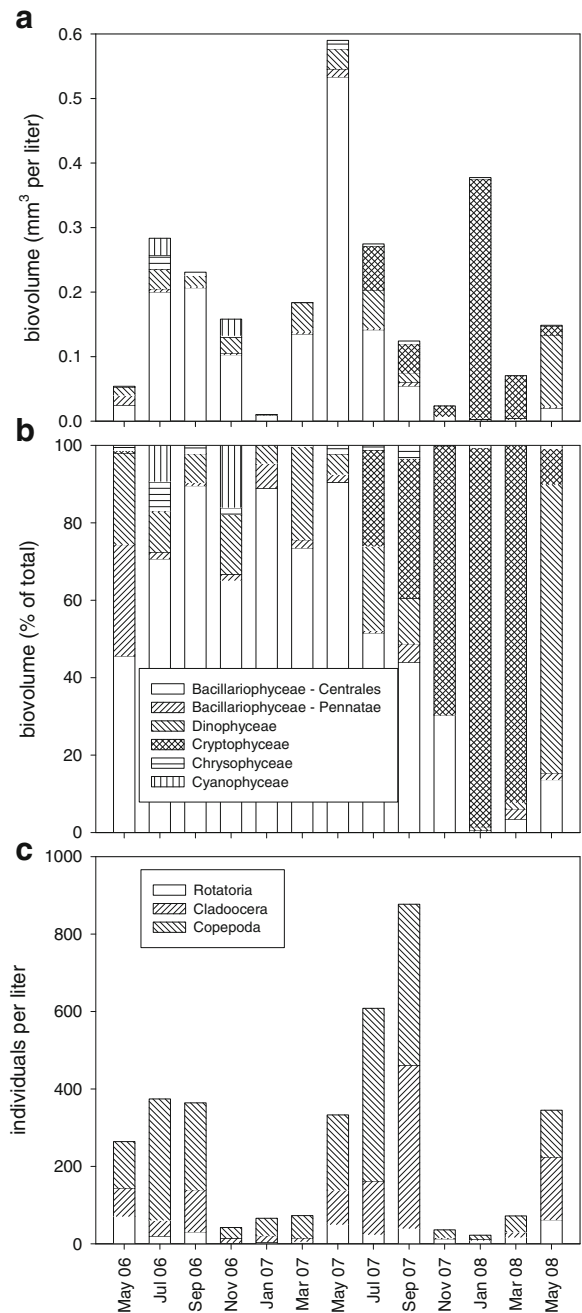 a
0.6
0.5
0.4
0.3
0.2
0.1
0.0
biovolume (mm³ per liter)
b
100
80
60
40
20
0
biovolume (% of total)
Bacillariophyceae - Centrales
Bacillariophyceae - Pennatae
Dinophyceae
Cryptophyceae
Chrysophyceae
Cyanophyceae
c
1000
800
600
400
200
0
individuals per liter
Rotatoria
Cladoocera
Copepoda
May 06
Jul 06
Sep 06
Nov 06
Jan 07
Mar 07
May 07
Jul 07
Sep 07
Nov 07
Jan 08
Mar 08
May 08